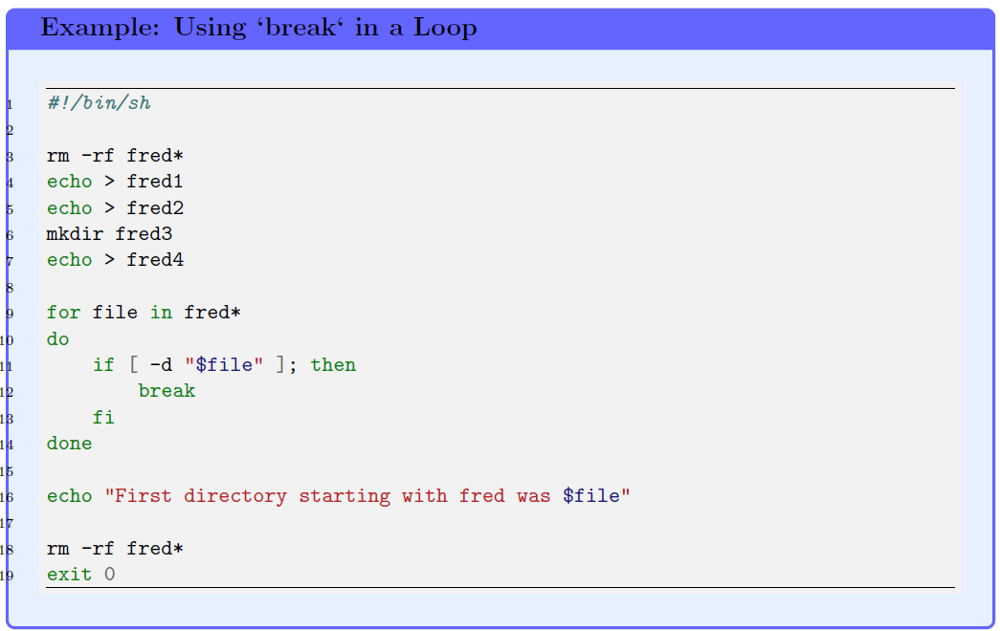 Example: Using ‘break‘ in a Loop
1 #!/bin/sh
2
3 rm -rf fred*
4 echo > fred1
5 echo > fred2
6 mkdir fred3
7 echo > fred4
8
9 for file in fred*
10 do
11     if [ -d "$file" ]; then
12         break
13     fi
14 done
15
16 echo "First directory starting with fred was $file"
17
18 rm -rf fred*
19 exit 0